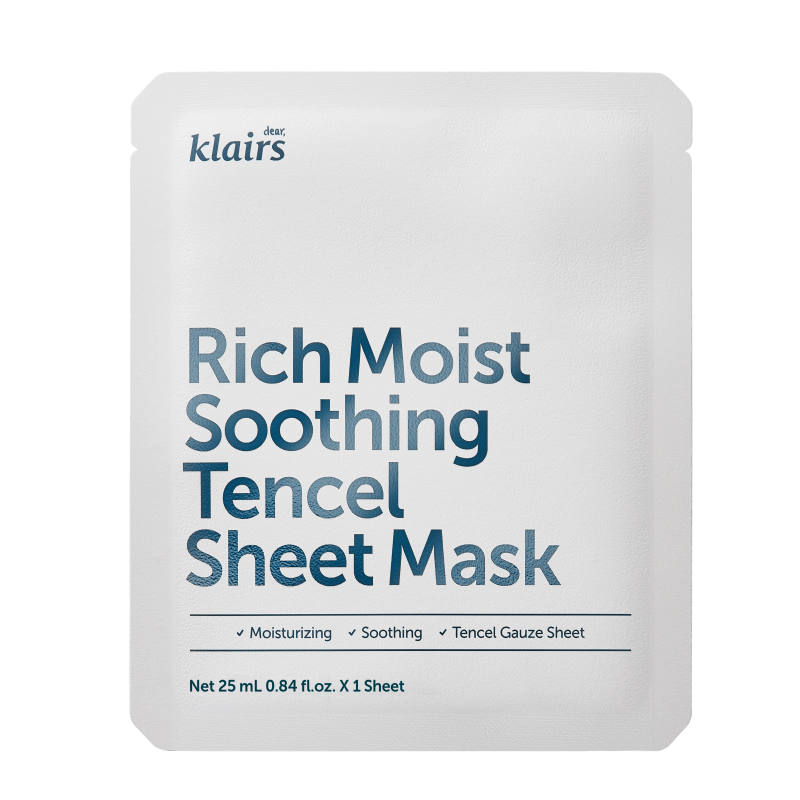 dear,
klairs
Rich Moist
Soothing
Tencel
Sheet Mask
✓ Moisturizing ✓ Soothing ✓ Tencel Gauze Sheet
Net 25 mL 0.84 fl.oz. X 1 Sheet